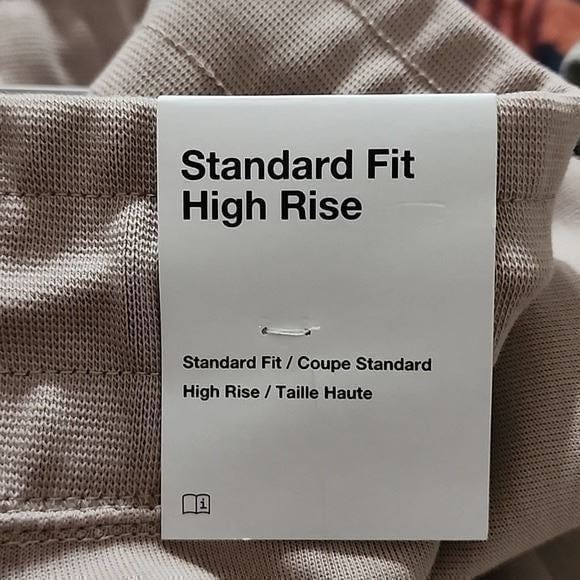 Standard Fit
High Rise
Standard Fit / Coupe Standard
High Rise / Taille Haute
i